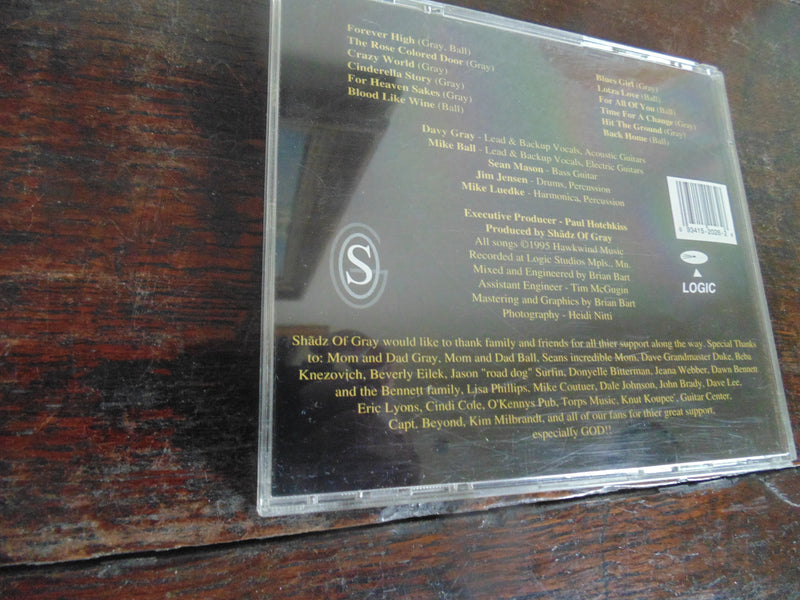 Forever High (Gray, Ball)
The Rose Colored Door (Gray)
Crazy World (Gray)
Cinderella Story (Gray)
For Heaven Sakes (Gray)
Blood Like Wine (Ball)
Blues Girl (Gray)
Lotza Love (Ball)
For All Of You (Ball)
Time For A Change (Gray)
Hit The Ground (Gray)
Back Home (Ball)
Davy Gray - Lead & Backup Vocals, Acoustic Guitars
Mike Ball - Lead & Backup Vocals, Electric Guitars
Sean Mason - Bass Guitar
Jim Jensen - Drums, Percussion
Mike Luedke - Harmonica, Percussion
Executive Producer - Paul Hotchkiss
Produced by Shädz Of Gray
All songs ©1995 Hawkwind Music
Recorded at Logic Studios Mpls., Mn.
Mixed and Engineered by Brian Bart
Assistant Engineer - Tim McGugin
Mastering and Graphics by Brian Bart
Photography - Heidi Nitti
SG
LOGIC
Shädz Of Gray would like to thank family and friends for all thier support along the way. Special Thanks
to: Mom and Dad Gray, Mom and Dad Ball, Seans incredible Mom, Dave Grandmaster Duke, Beba
Knezovich, Beverly Eilek, Jason "road dog" Surfin, Donyelle Bitterman, Jeana Webber, Dawn Bennett
and the Bennett family, Lisa Phillips, Mike Coutuer, Dale Johnson, John Brady, Dave Lee,
Eric Lyons, Cindi Cole, O'Kennys Pub, Torps Music, Knut Koupeé, Guitar Center,
Capt. Beyond, Kim Milbrandt, and all of our fans for thier great support,
especially GOD!!